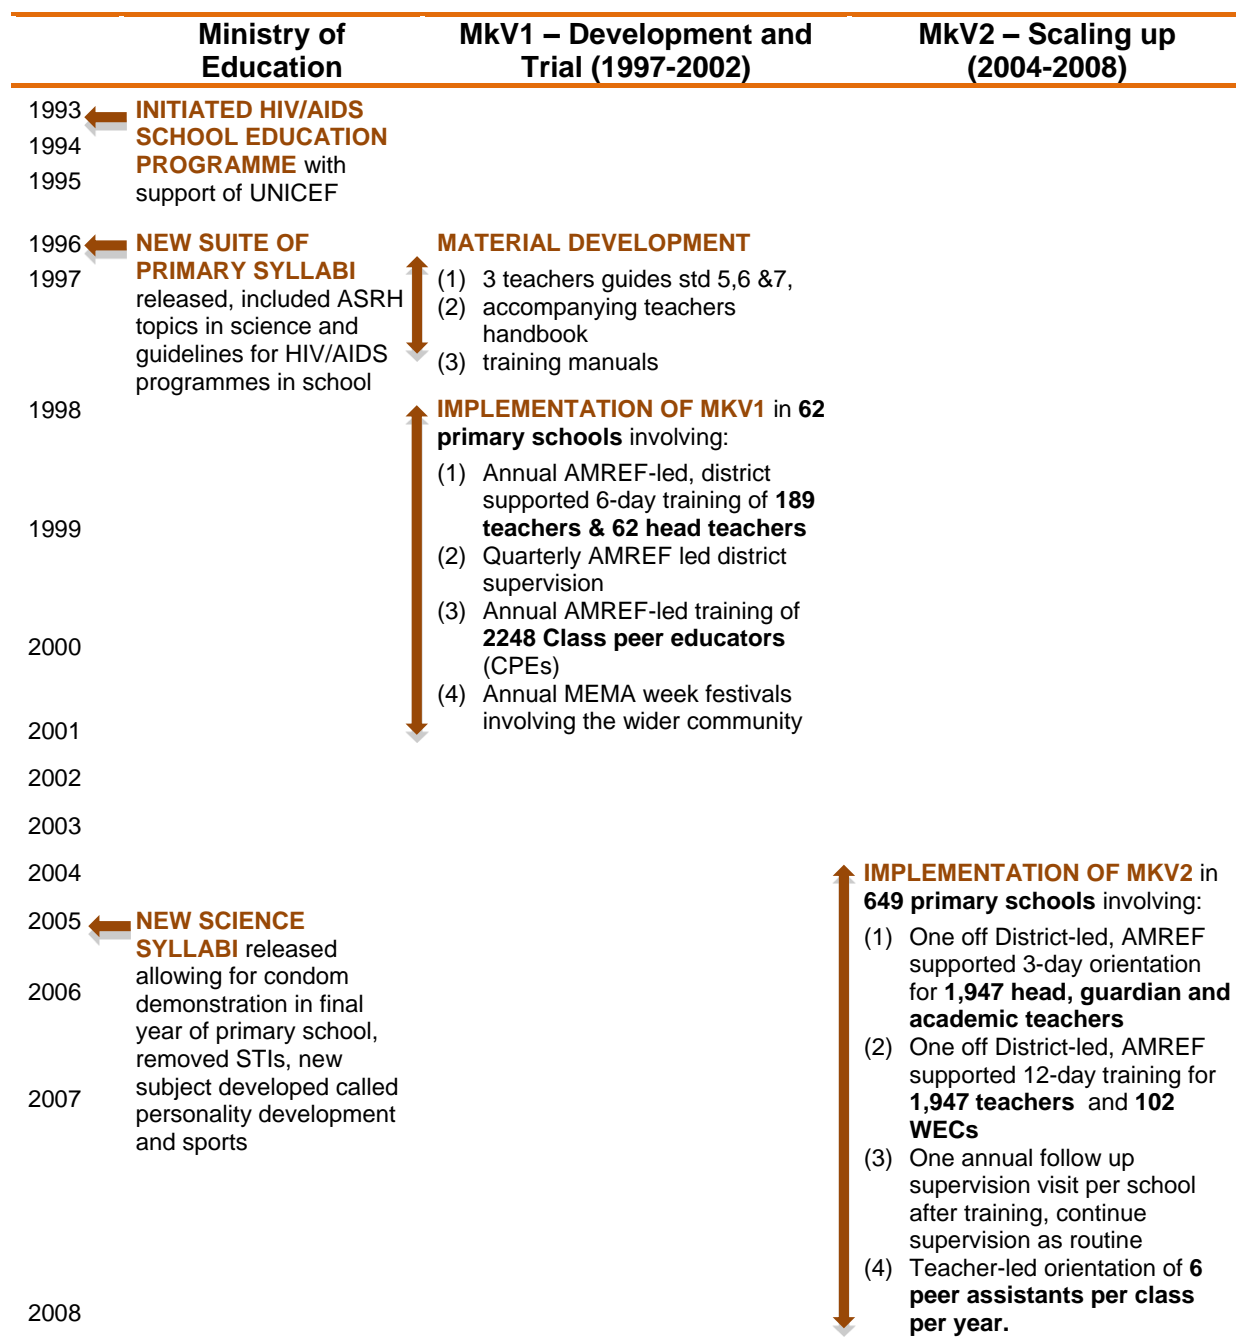 Ministry of
Education
MkV1 – Development and
Trial (1997-2002)
MkV2 – Scaling up
(2004-2008)
1993
1994
1995
INITIATED HIV/AIDS
SCHOOL EDUCATION
PROGRAMME with
support of UNICEF
1996
1997
NEW SUITE OF
PRIMARY SYLLABI
released, included ASRH
topics in science and
guidelines for HIV/AIDS
programmes in school
MATERIAL DEVELOPMENT
(1) 3 teachers guides std 5,6 &7,
(2) accompanying teachers
handbook
(3) training manuals
1998
1999
2000
2001
IMPLEMENTATION OF MKV1 in 62
primary schools involving:
(1) Annual AMREF-led, district
supported 6-day training of 189
teachers & 62 head teachers
(2) Quarterly AMREF led district
supervision
(3) Annual AMREF-led training of
2248 Class peer educators
(CPEs)
(4) Annual MEMA week festivals
involving the wider community
2002
2003
2004
2005
2006
2007
2008
NEW SCIENCE
SYLLABI released
allowing for condom
demonstration in final
year of primary school,
removed STIs, new
subject developed called
personality development
and sports
IMPLEMENTATION OF MKV2 in
649 primary schools involving:
(1) One off District-led, AMREF
supported 3-day orientation
for 1,947 head, guardian and
academic teachers
(2) One off District-led, AMREF
supported 12-day training for
1,947 teachers and 102
WECs
(3) One annual follow up
supervision visit per school
after training, continue
supervision as routine
(4) Teacher-led orientation of 6
peer assistants per class
per year.